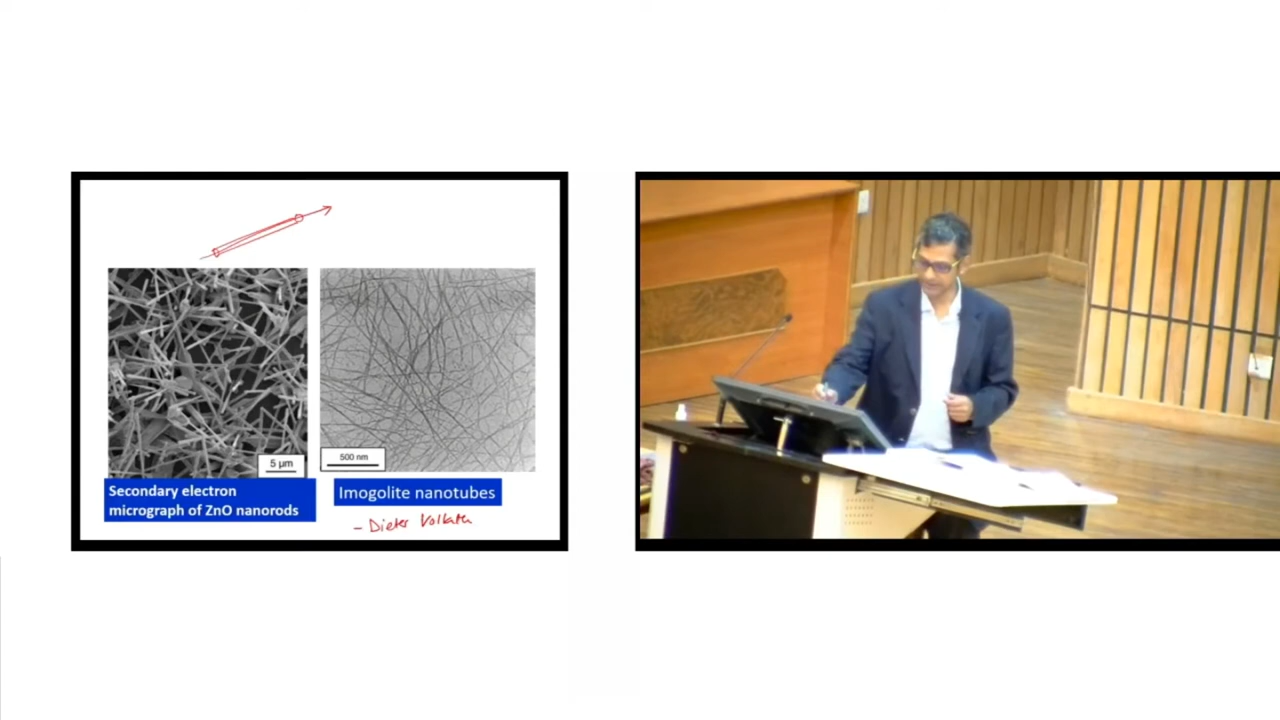 5 µm
500 nm
Secondary electron
micrograph of ZnO nanorods
Imogolite nanotubes
- Dieter Vollath